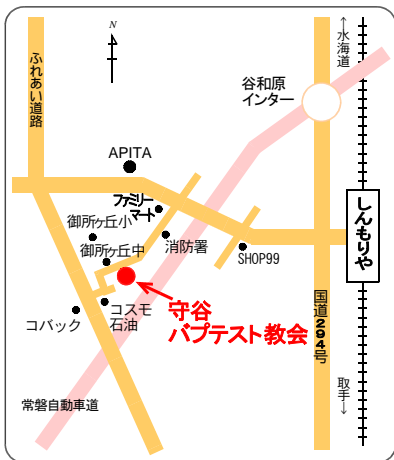 N
←水海道
ふれあい道路
谷和原
インター
APITA
ファミリー
マート
しんもりや
御所ヶ丘小
消防署
御所ヶ丘中
SHOP99
守谷
バプテスト教会
コスモ
石油
コバック
国道294号
取手→
常磐自動車道